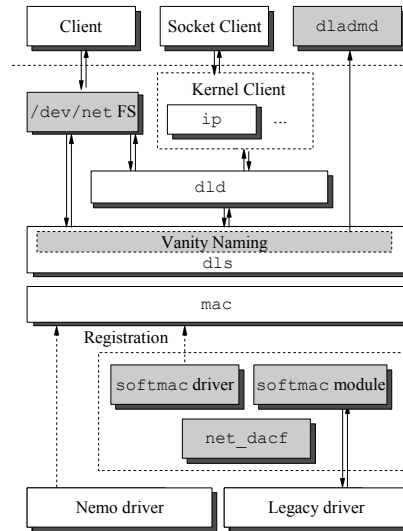 Client
Socket Client
dladmd
Kernel Client
/dev/net FS
ip
...
dld
Vanity Naming
dls
mac
Registration
softmac driver
softmac module
net_dacf
Nemo driver
Legacy driver